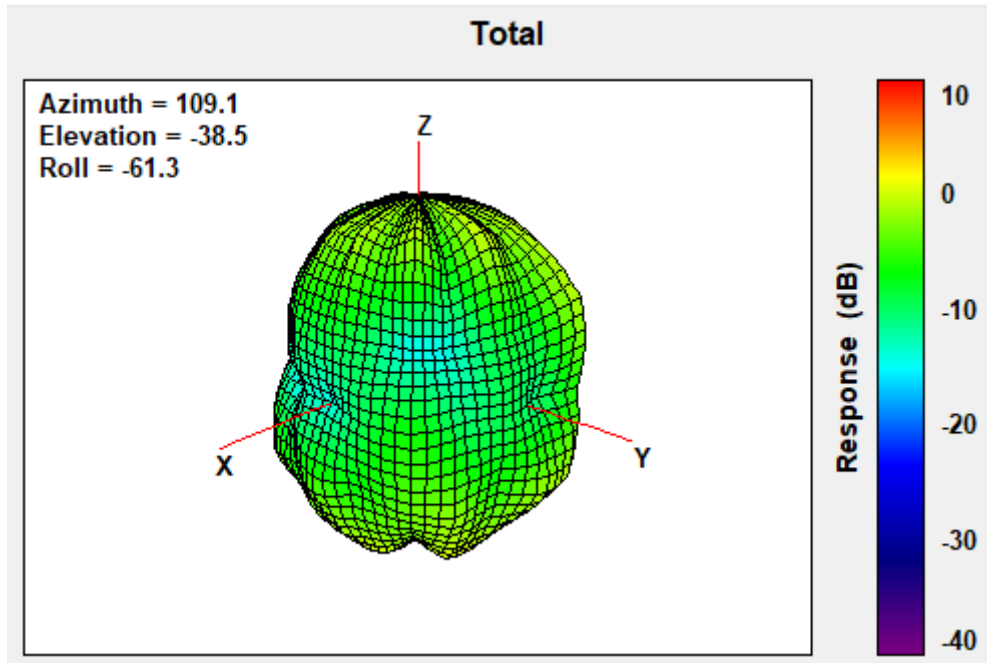 Total
Azimuth = 109.1
Elevation = -38.5
Roll = -61.3
Z
X
Y
Response (dB)
10
0
-10
-20
-30
-40